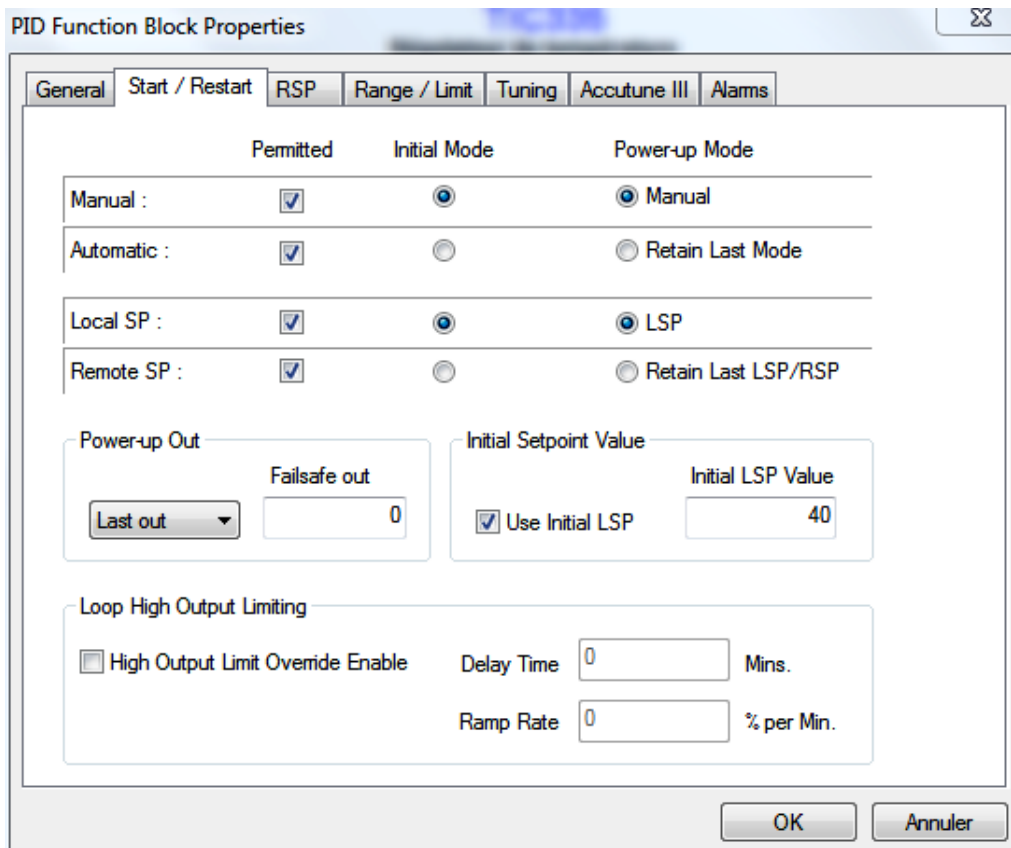 TIC335
PID Function Block Properties
General Start / Restart RSP Range / Limit Tuning Accutune III Alarms
Permitted Initial Mode Power-up Mode
Manual : Manual
Automatic : Retain Last Mode
Local SP : LSP
Remote SP : Retain Last LSP/RSP
Power-up Out Initial Setpoint Value
Failsafe out Initial LSP Value
Last out 0 Use Initial LSP 40
Loop High Output Limiting
High Output Limit Override Enable Delay Time 0 Mins.
Ramp Rate 0 % per Min.
OK Annuler